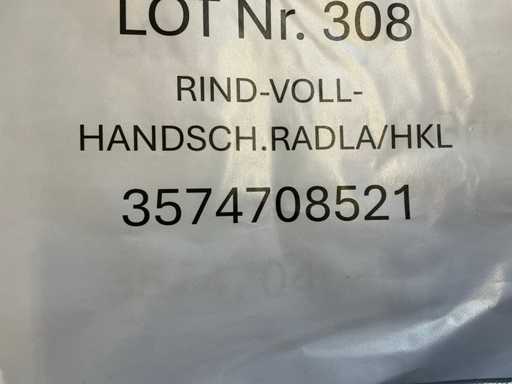 LOT Nr. 308
RIND-VOLL-
HANDSCH.RADLA/HKL
3574708521